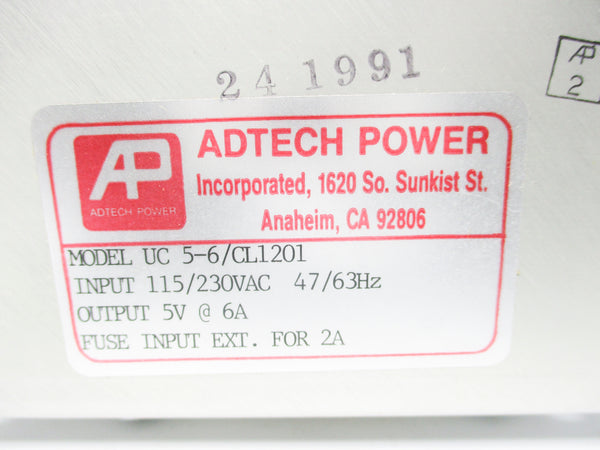 24 1991
AP
2
AP
ADTECH POWER
ADTECH POWER
Incorporated, 1620 So. Sunkist St.
Anaheim, CA 92806
MODEL UC 5-6/CL1201
INPUT 115/230VAC 47/63Hz
OUTPUT 5V @ 6A
FUSE INPUT EXT. FOR 2A